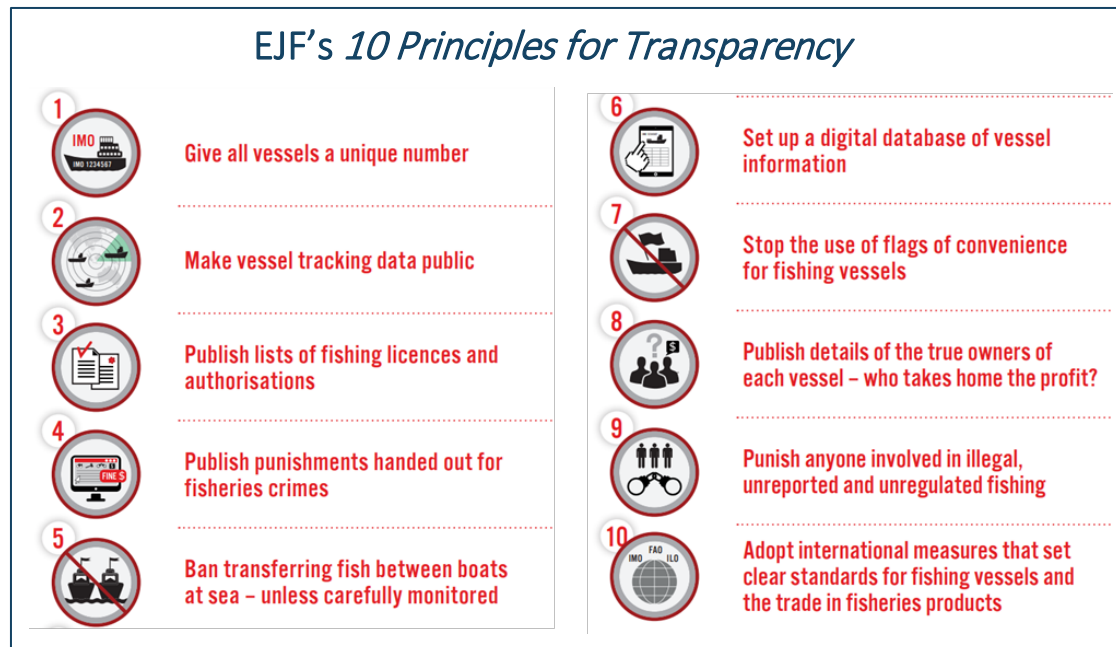 EJF's 10 Principles for Transparency
1
IMO
IMO 1234567
Give all vessels a unique number
2
Make vessel tracking data public
3
Publish lists of fishing licences and
authorisations
4
FINE $
Publish punishments handed out for
fisheries crimes
5
Ban transferring fish between boats
at sea – unless carefully monitored
6
Set up a digital database of vessel
information
7
Stop the use of flags of convenience
for fishing vessels
8
?
$
Publish details of the true owners of
each vessel – who takes home the profit?
9
Punish anyone involved in illegal,
unreported and unregulated fishing
10
IMO FAO ILO
Adopt international measures that set
clear standards for fishing vessels and
the trade in fisheries products